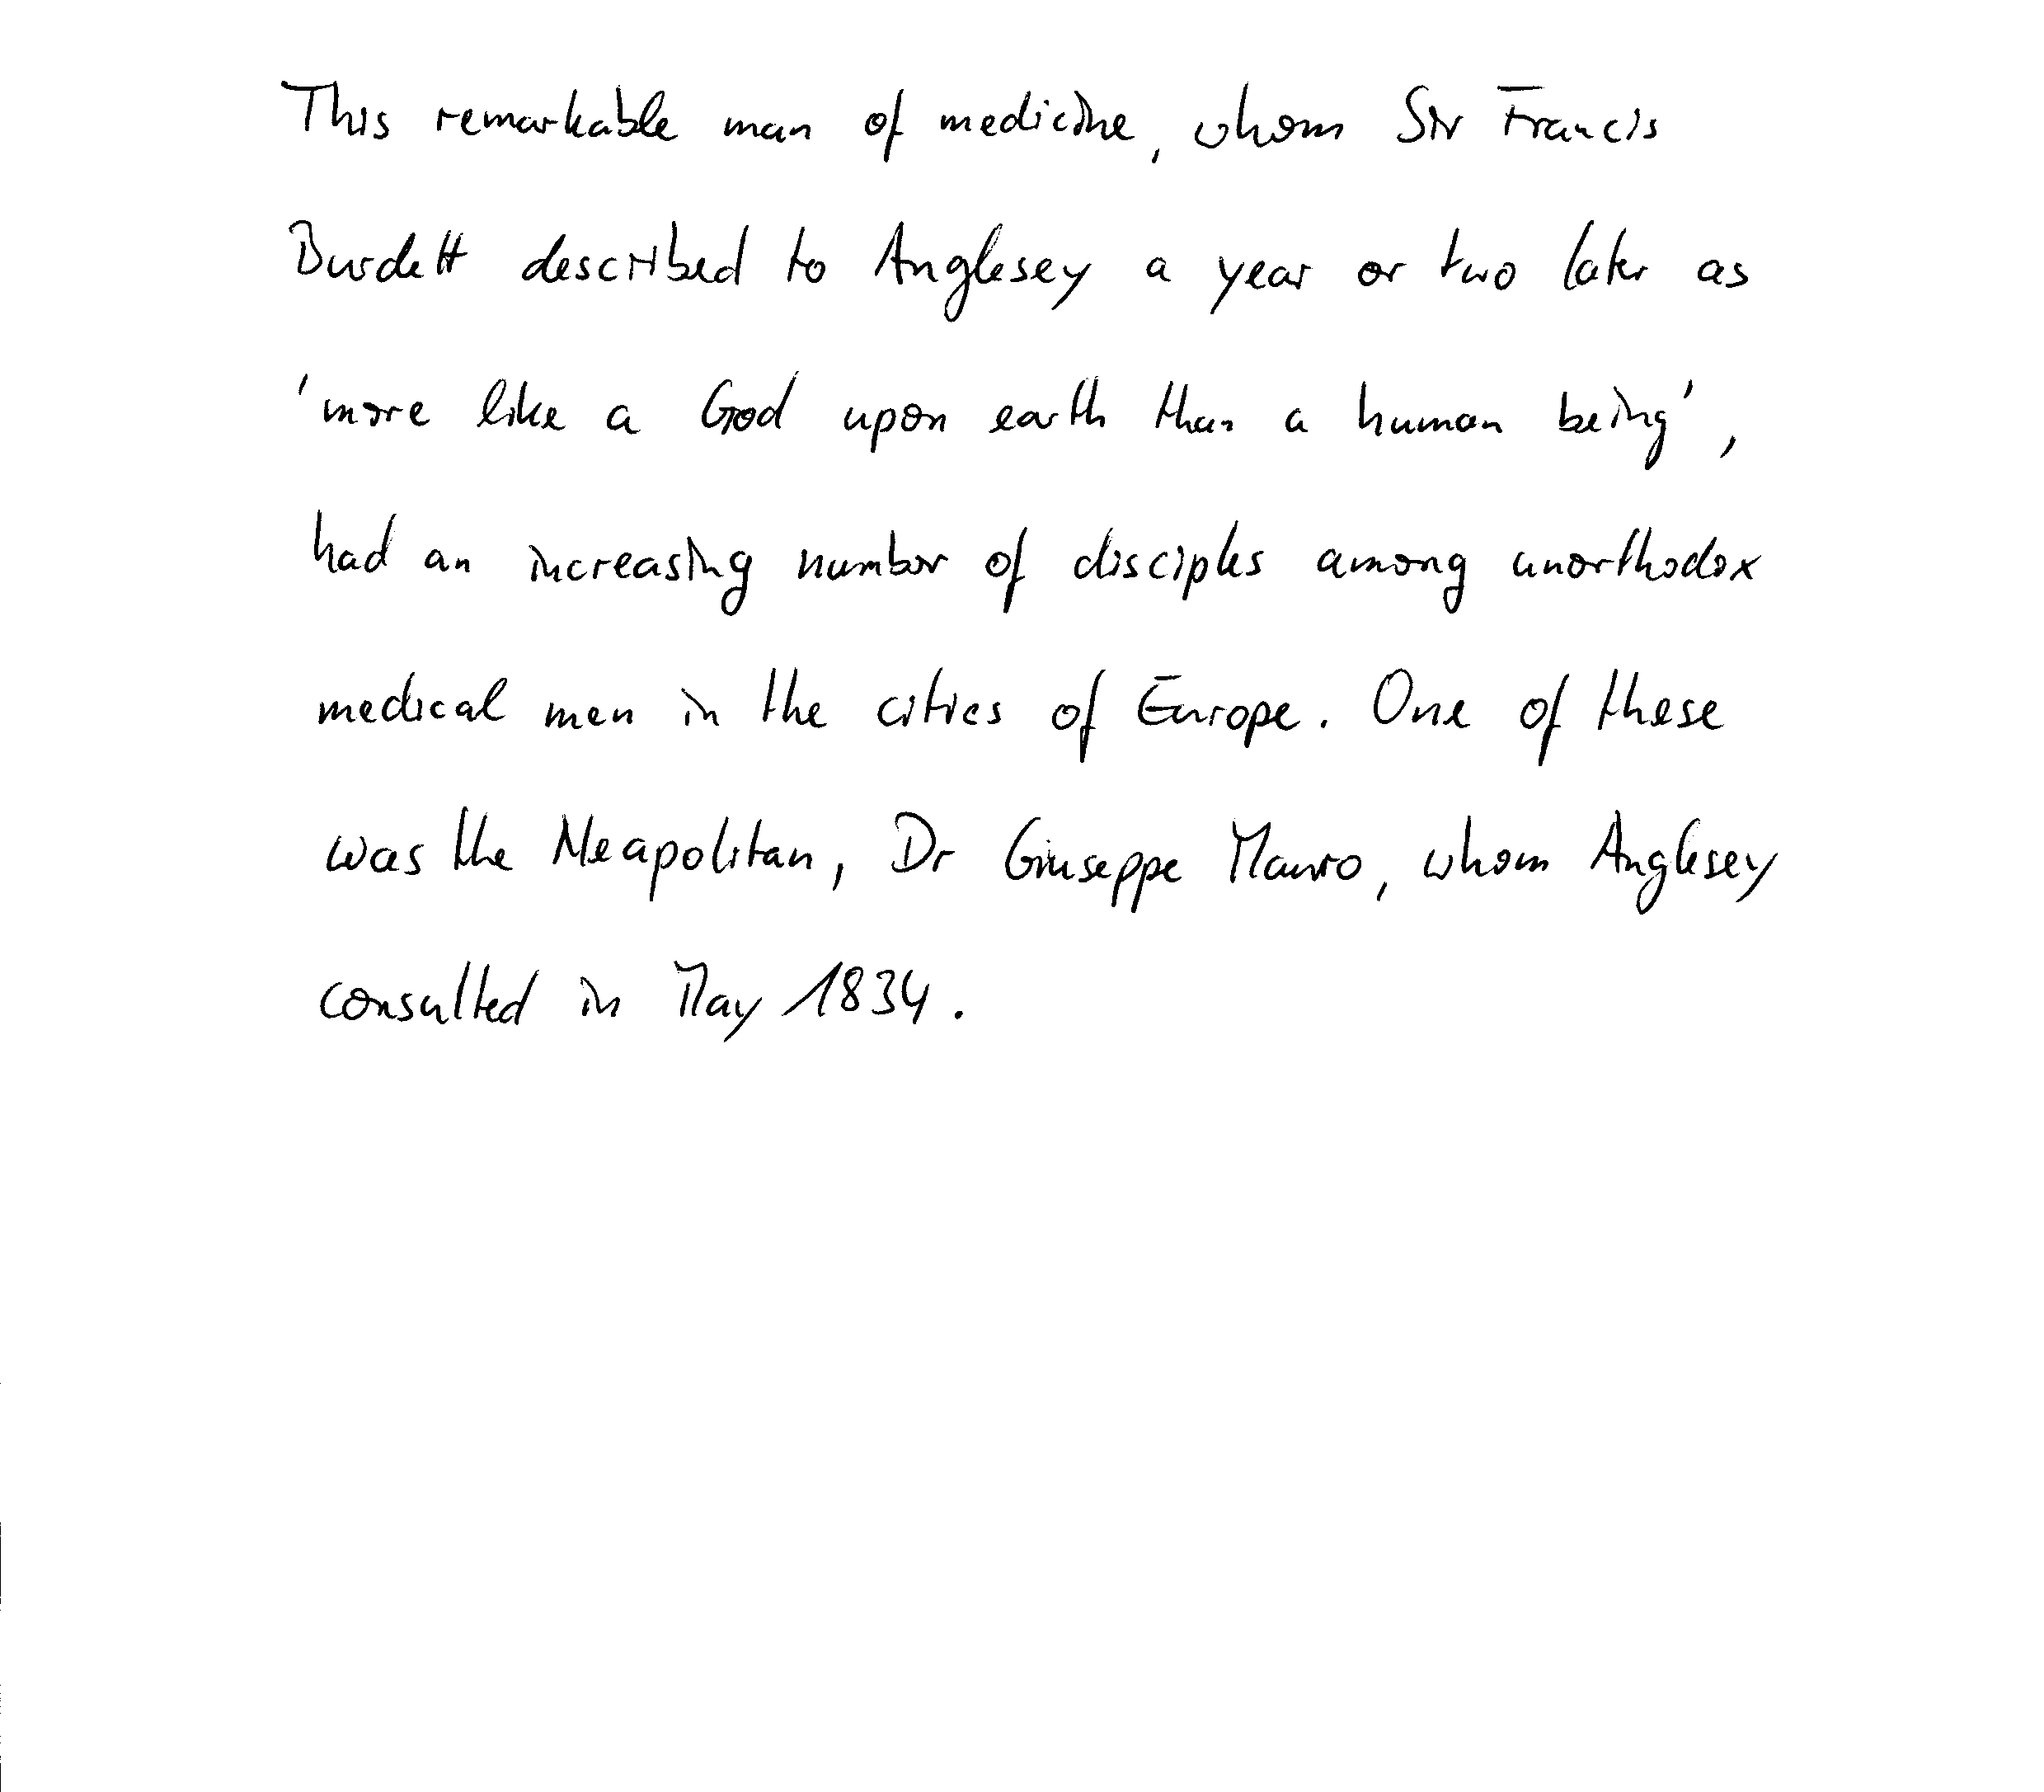 This remarkable man of medicine, whom Sir Francis
Burdett described to Anglesey a year or two later as
'more like a God upon earth than a human being',
had an increasing number of disciples among unorthodox
medical men in the cities of Europe. One of these
was the Neapolitan, Dr Giuseppe Mauro, whom Anglesey
consulted in May 1834.